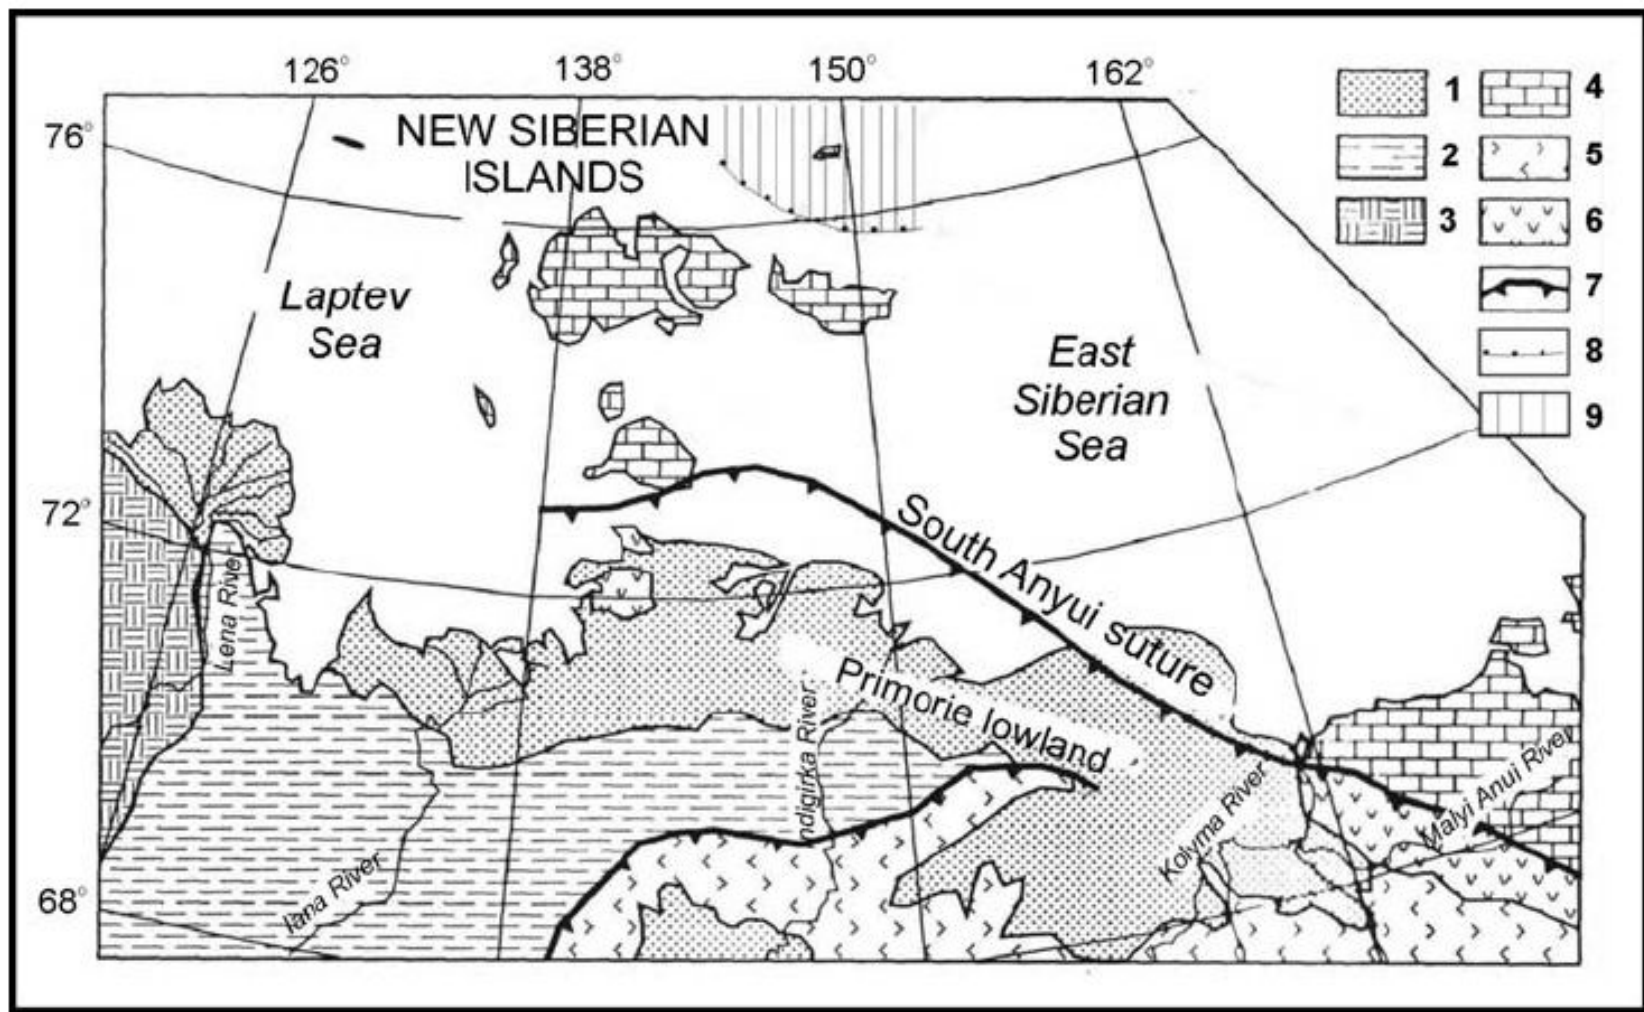 126°
138°
150°
162°
76°
72°
68°
NEW SIBERIAN
ISLANDS
Laptev
Sea
East
Siberian
Sea
South Anyui suture
Primorie lowland
Lena River
Iana River
Indigirka River
Kolyma River
Malyi Anui River
1
2
3
4
5
6
7
8
9